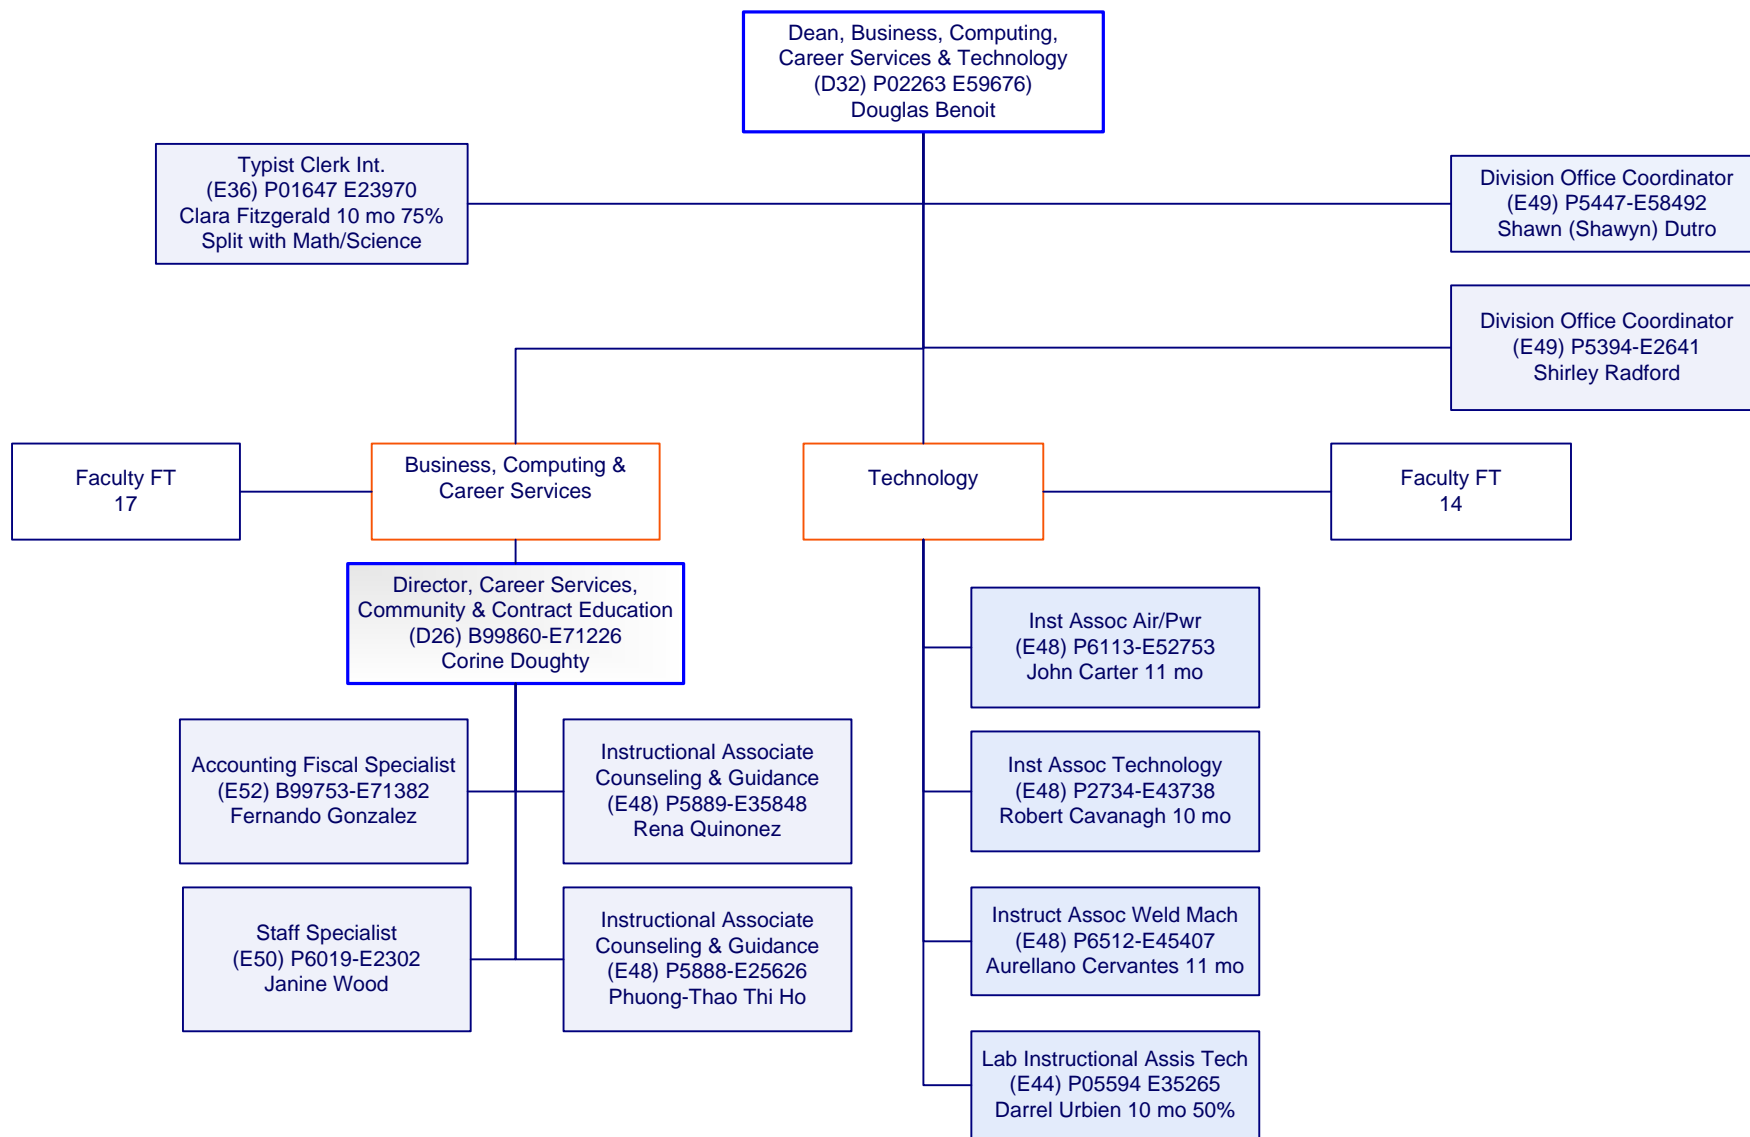 Dean, Business, Computing,
Career Services & Technology
(D32) P02263 E59676)
Douglas Benoit
Typist Clerk Int.
(E36) P01647 E23970
Clara Fitzgerald 10 mo 75%
Split with Math/Science
Division Office Coordinator
(E49) P5447-E58492
Shawn (Shawyn) Dutro
Division Office Coordinator
(E49) P5394-E2641
Shirley Radford
Faculty FT
17
Business, Computing &
Career Services
Technology
Faculty FT
14
Director, Career Services,
Community & Contract Education
(D26) B99860-E71226
Corine Doughty
Accounting Fiscal Specialist
(E52) B99753-E71382
Fernando Gonzalez
Instructional Associate
Counseling & Guidance
(E48) P5889-E35848
Rena Quinonez
Staff Specialist
(E50) P6019-E2302
Janine Wood
Instructional Associate
Counseling & Guidance
(E48) P5888-E25626
Phuong-Thao Thi Ho
Inst Assoc Air/Pwr
(E48) P6113-E52753
John Carter 11 mo
Inst Assoc Technology
(E48) P2734-E43738
Robert Cavanagh 10 mo
Instruct Assoc Weld Mach
(E48) P6512-E45407
Aurellano Cervantes 11 mo
Lab Instructional Assis Tech
(E44) P05594 E35265
Darrel Urbien 10 mo 50%